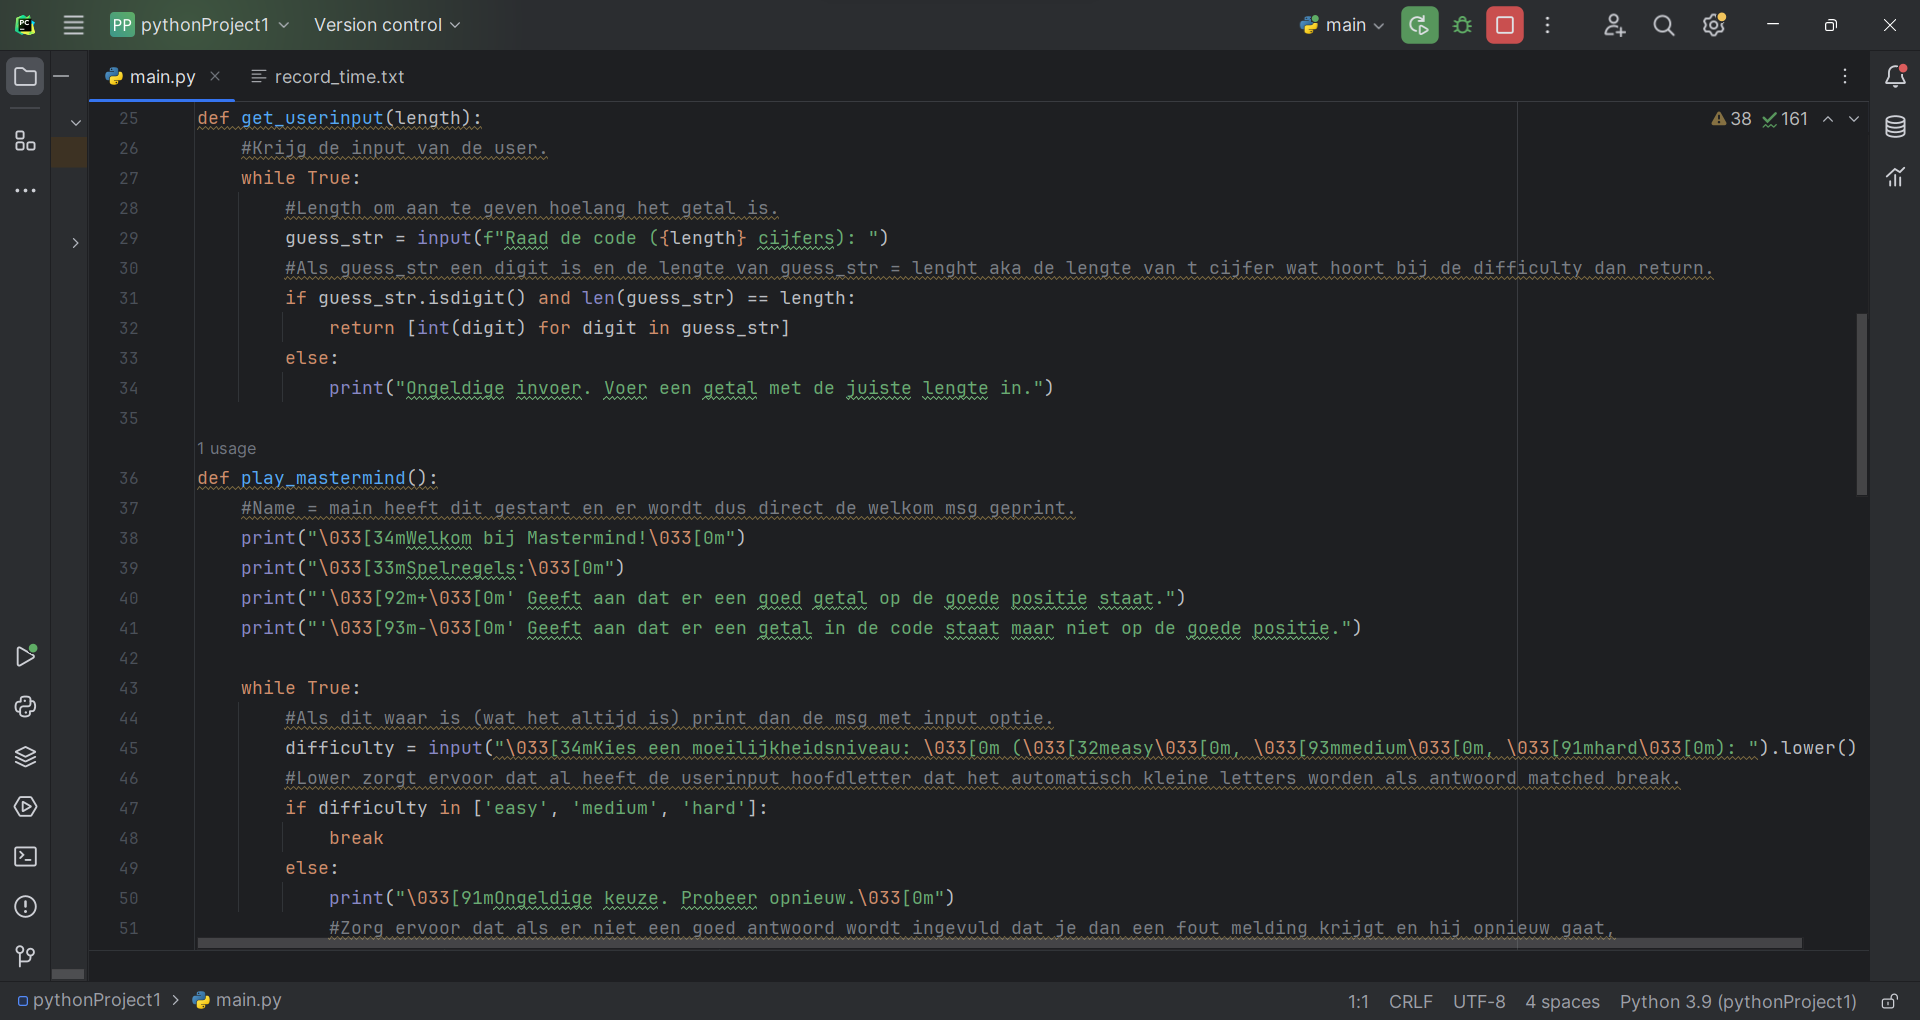 PP pythonProject1 Version control main
main.py record_time.txt
25 def get_userinput(length): 38 161
26 #Krijg de input van de user.
27 while True:
28 #Length om aan te geven hoelang het getal is.
29 guess_str = input(f"Raad de code ({length} cijfers): ")
30 #Als guess_str een digit is en de lengte van guess_str = lenght aka de lengte van t cijfer wat hoort bij de difficulty dan return.
31 if guess_str.isdigit() and len(guess_str) == length:
32 return [int(digit) for digit in guess_str]
33 else:
34 print("Ongeldige invoer. Voer een getal met de juiste lengte in.")
35
1 usage
36 def play_mastermind():
37 #Name = main heeft dit gestart en er wordt dus direct de welkom msg geprint.
38 print("\033[34mWelkom bij Mastermind!\033[0m")
39 print("\033[33mSpelregels:\033[0m")
40 print("'\033[92m+\033[0m' Geeft aan dat er een goed getal op de goede positie staat.")
41 print("'\033[93m-\033[0m' Geeft aan dat er een getal in de code staat maar niet op de goede positie.")
42
43 while True:
44 #Als dit waar is (wat het altijd is) print dan de msg met input optie.
45 difficulty = input("\033[34mKies een moeilijkheidsniveau: \033[0m (\033[32measy\033[0m, \033[93mmedium\033[0m, \033[91mhard\033[0m): ").lower()
46 #Lower zorgt ervoor dat al heeft de userinput hoofdletter dat het automatisch kleine letters worden als antwoord matched break.
47 if difficulty in ['easy', 'medium', 'hard']:
48 break
49 else:
50 print("\033[91mOngeldige keuze. Probeer opnieuw.\033[0m")
51 #Zorg ervoor dat als er niet een goed antwoord wordt ingevuld dat je dan een fout melding krijgt en hij opnieuw gaat,
pythonProject1 > main.py 1:1 CRLF UTF-8 4 spaces Python 3.9 (pythonProject1)